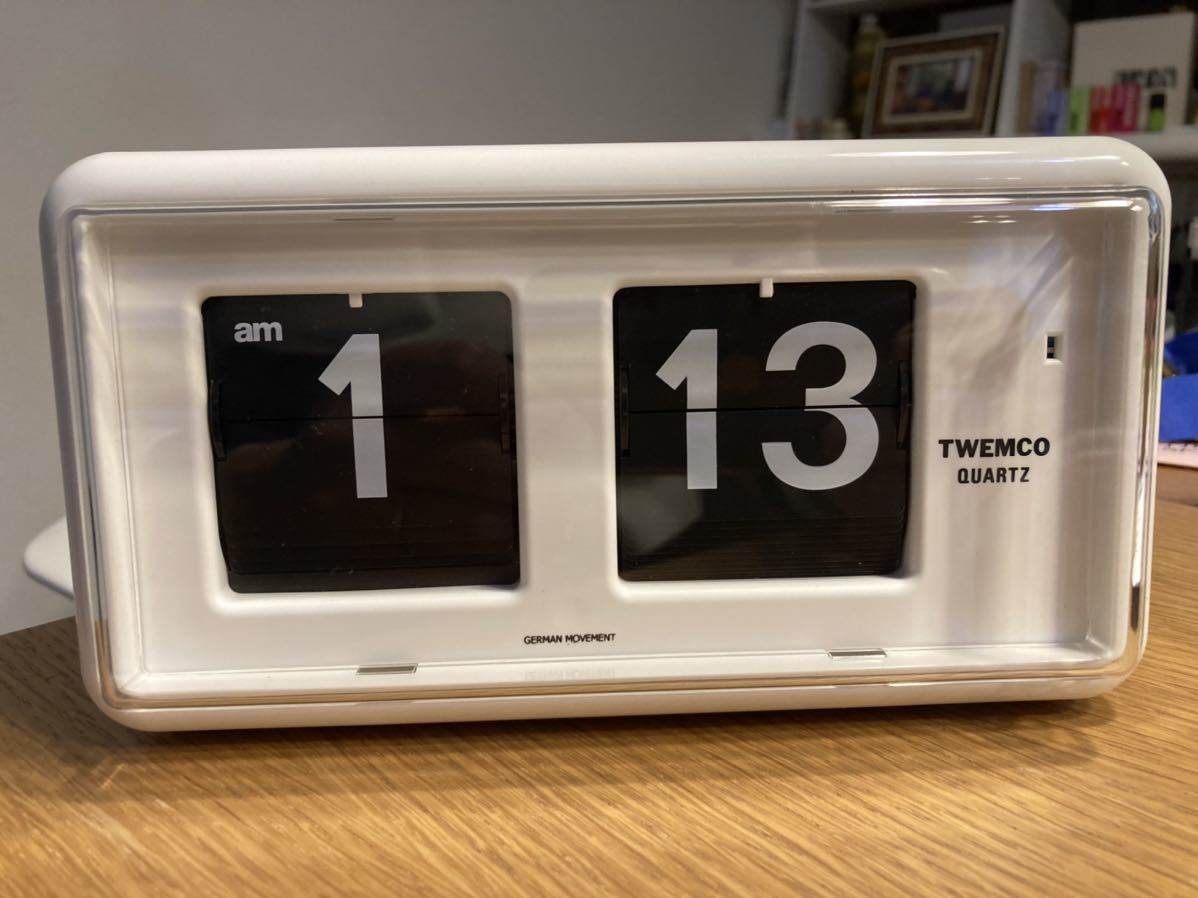 am
1
13
TWEMCO
QUARTZ
GERMAN MOVEMENT